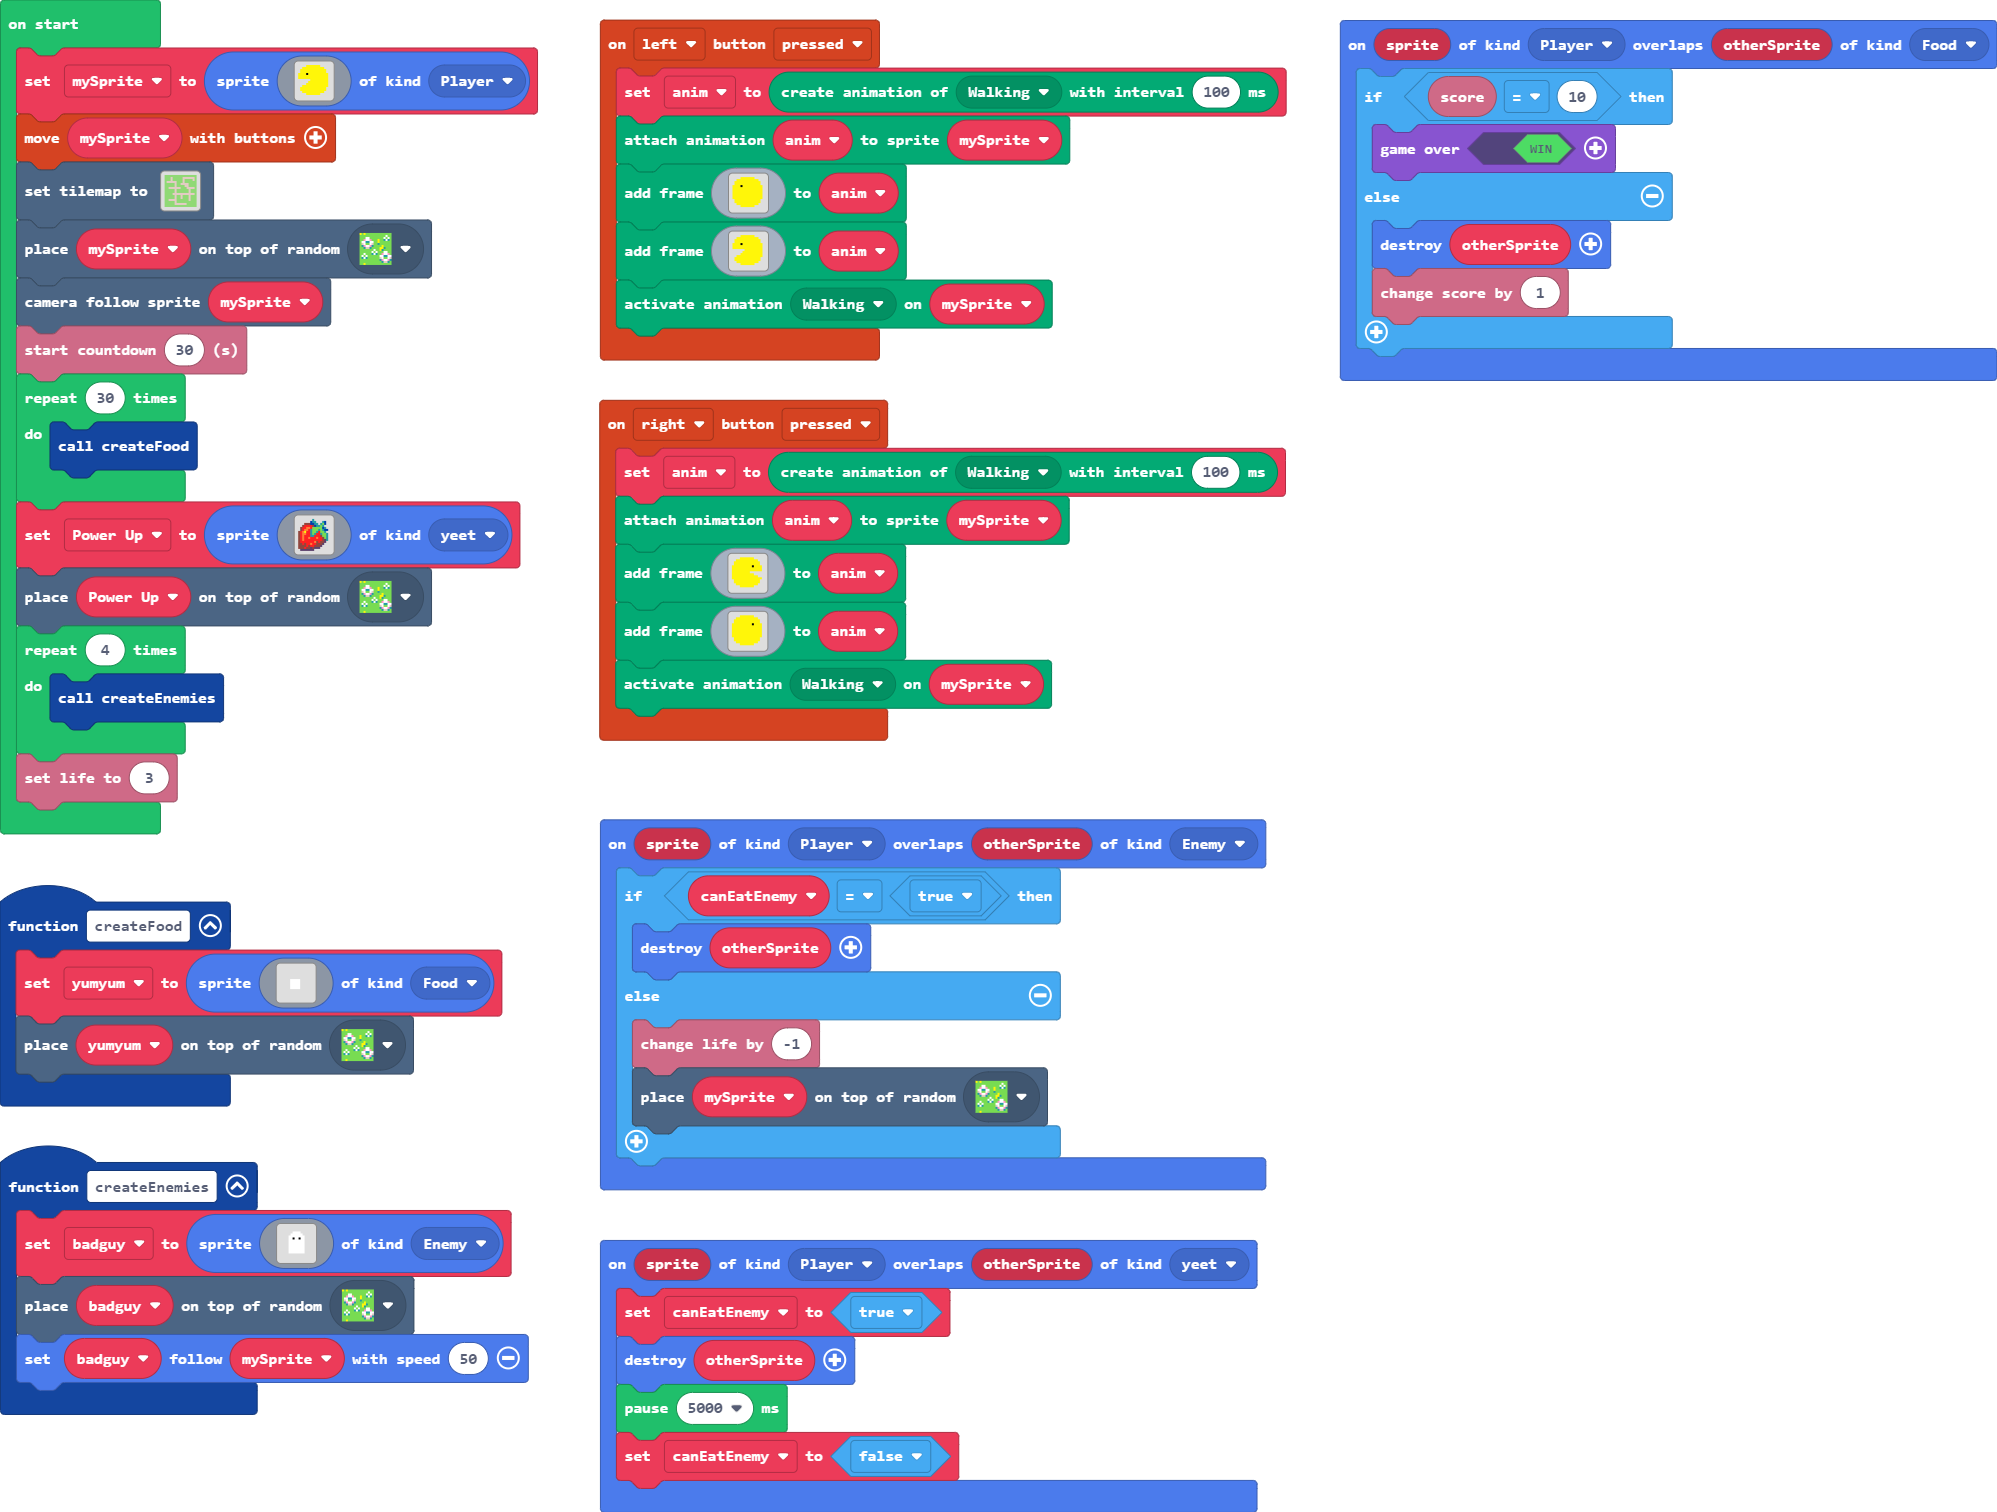 on start
set mySprite to sprite of kind Player
move mySprite with buttons
set tilemap to
place mySprite on top of random
camera follow sprite mySprite
start countdown 30 (s)
repeat 30 times
do call createFood
set Power Up to sprite of kind yeet
place Power Up on top of random
repeat 4 times
do call createEnemies
set life to 3
function createFood
set yumyum to sprite of kind Food
place yumyum on top of random
function createEnemies
set badguy to sprite of kind Enemy
place badguy on top of random
set badguy follow mySprite with speed 50
on left button pressed
set anim to create animation of Walking with interval 100 ms
attach animation anim to sprite mySprite
add frame to anim
add frame to anim
activate animation Walking on mySprite
on right button pressed
set anim to create animation of Walking with interval 100 ms
attach animation anim to sprite mySprite
add frame to anim
add frame to anim
activate animation Walking on mySprite
on sprite of kind Player overlaps otherSprite of kind Enemy
if canEatEnemy = true then
destroy otherSprite
else
change life by -1
place mySprite on top of random
on sprite of kind Player overlaps otherSprite of kind yeet
set canEatEnemy to true
destroy otherSprite
pause 5000 ms
set canEatEnemy to false
on sprite of kind Player overlaps otherSprite of kind Food
if score = 10 then
game over WIN
else
destroy otherSprite
change score by 1